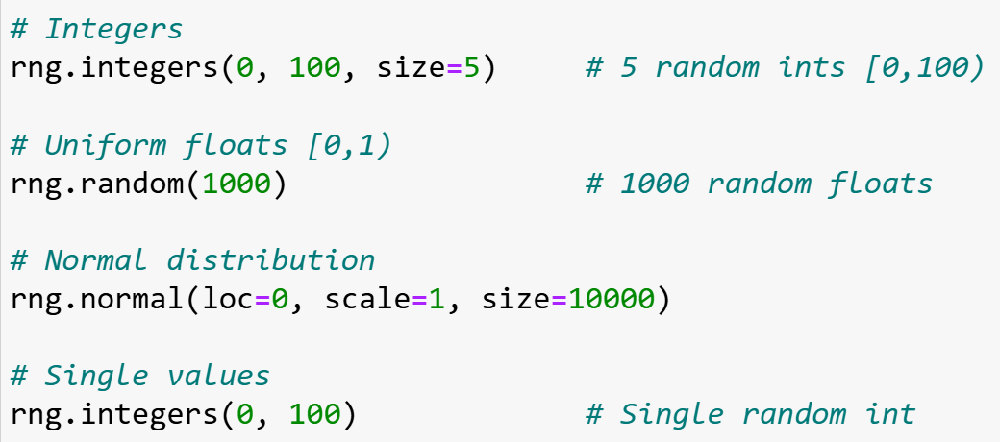 # Integers
rng.integers(0, 100, size=5)     # 5 random ints [0,100)
# Uniform floats [0,1)
rng.random(1000)                 # 1000 random floats
# Normal distribution
rng.normal(loc=0, scale=1, size=10000)
# Single values
rng.integers(0, 100)             # Single random int